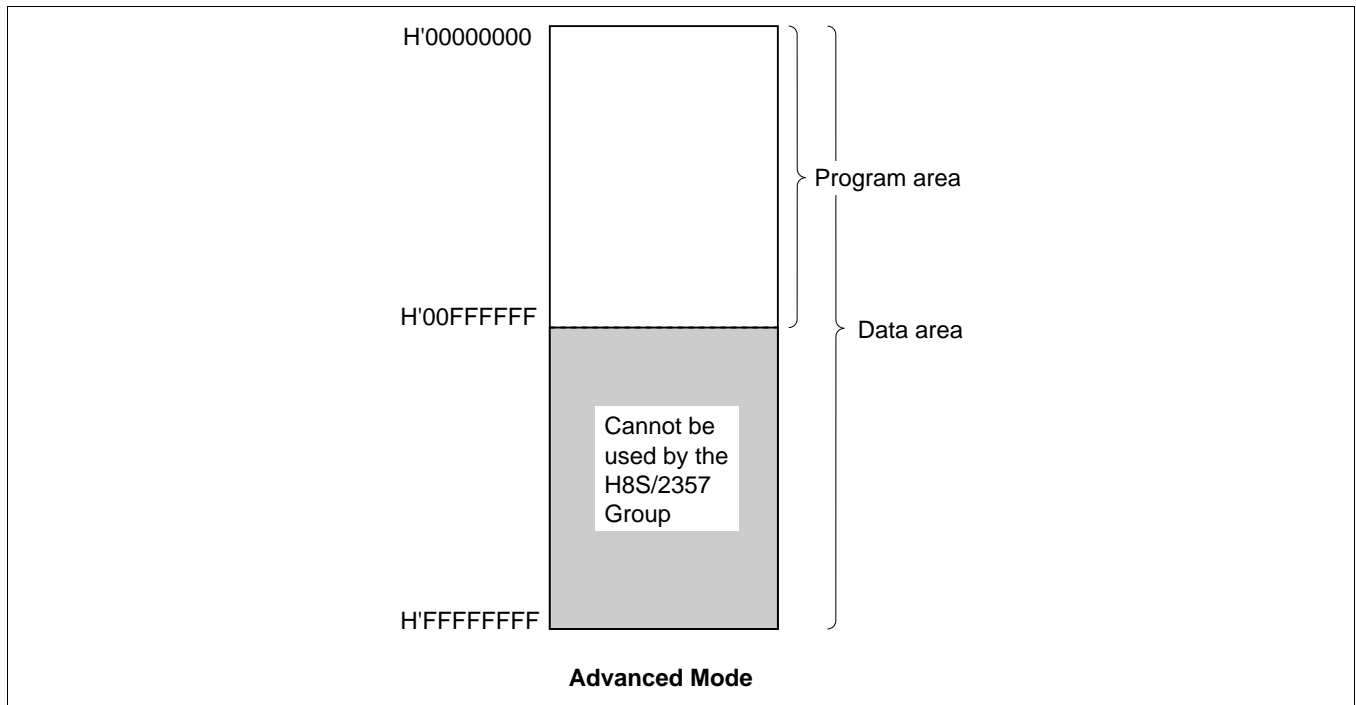 H'00000000
Program area
H'00FFFFFF
Data area
Cannot be
used by the
H8S/2357
Group
H'FFFFFFFF
Advanced Mode